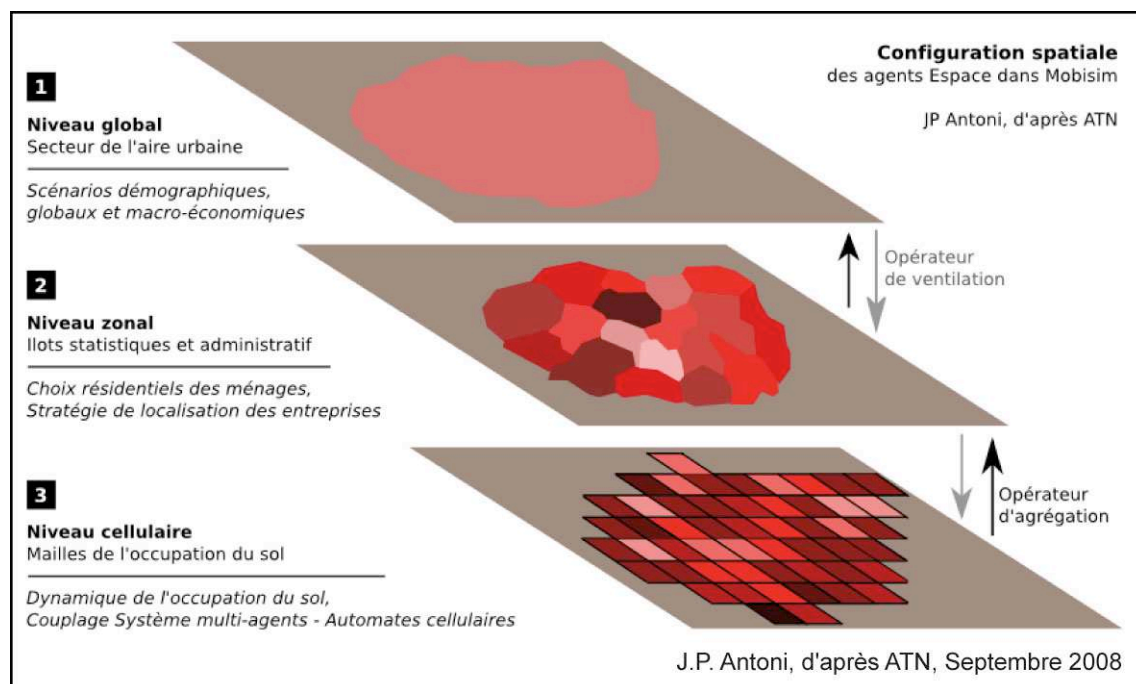 Configuration spatiale
des agents Espace dans Mobisim
JP Antoni, d'après ATN
1
Niveau global
Secteur de l'aire urbaine
Scénarios démographiques,
globaux et macro-économiques
Opérateur
de ventilation
2
Niveau zonal
Ilots statistiques et administratif
Choix résidentiels des ménages,
Stratégie de localisation des entreprises
3
Niveau cellulaire
Mailles de l'occupation du sol
Dynamique de l'occupation du sol,
Couplage Système multi-agents - Automates cellulaires
Opérateur
d'agrégation
J.P. Antoni, d'après ATN, Septembre 2008